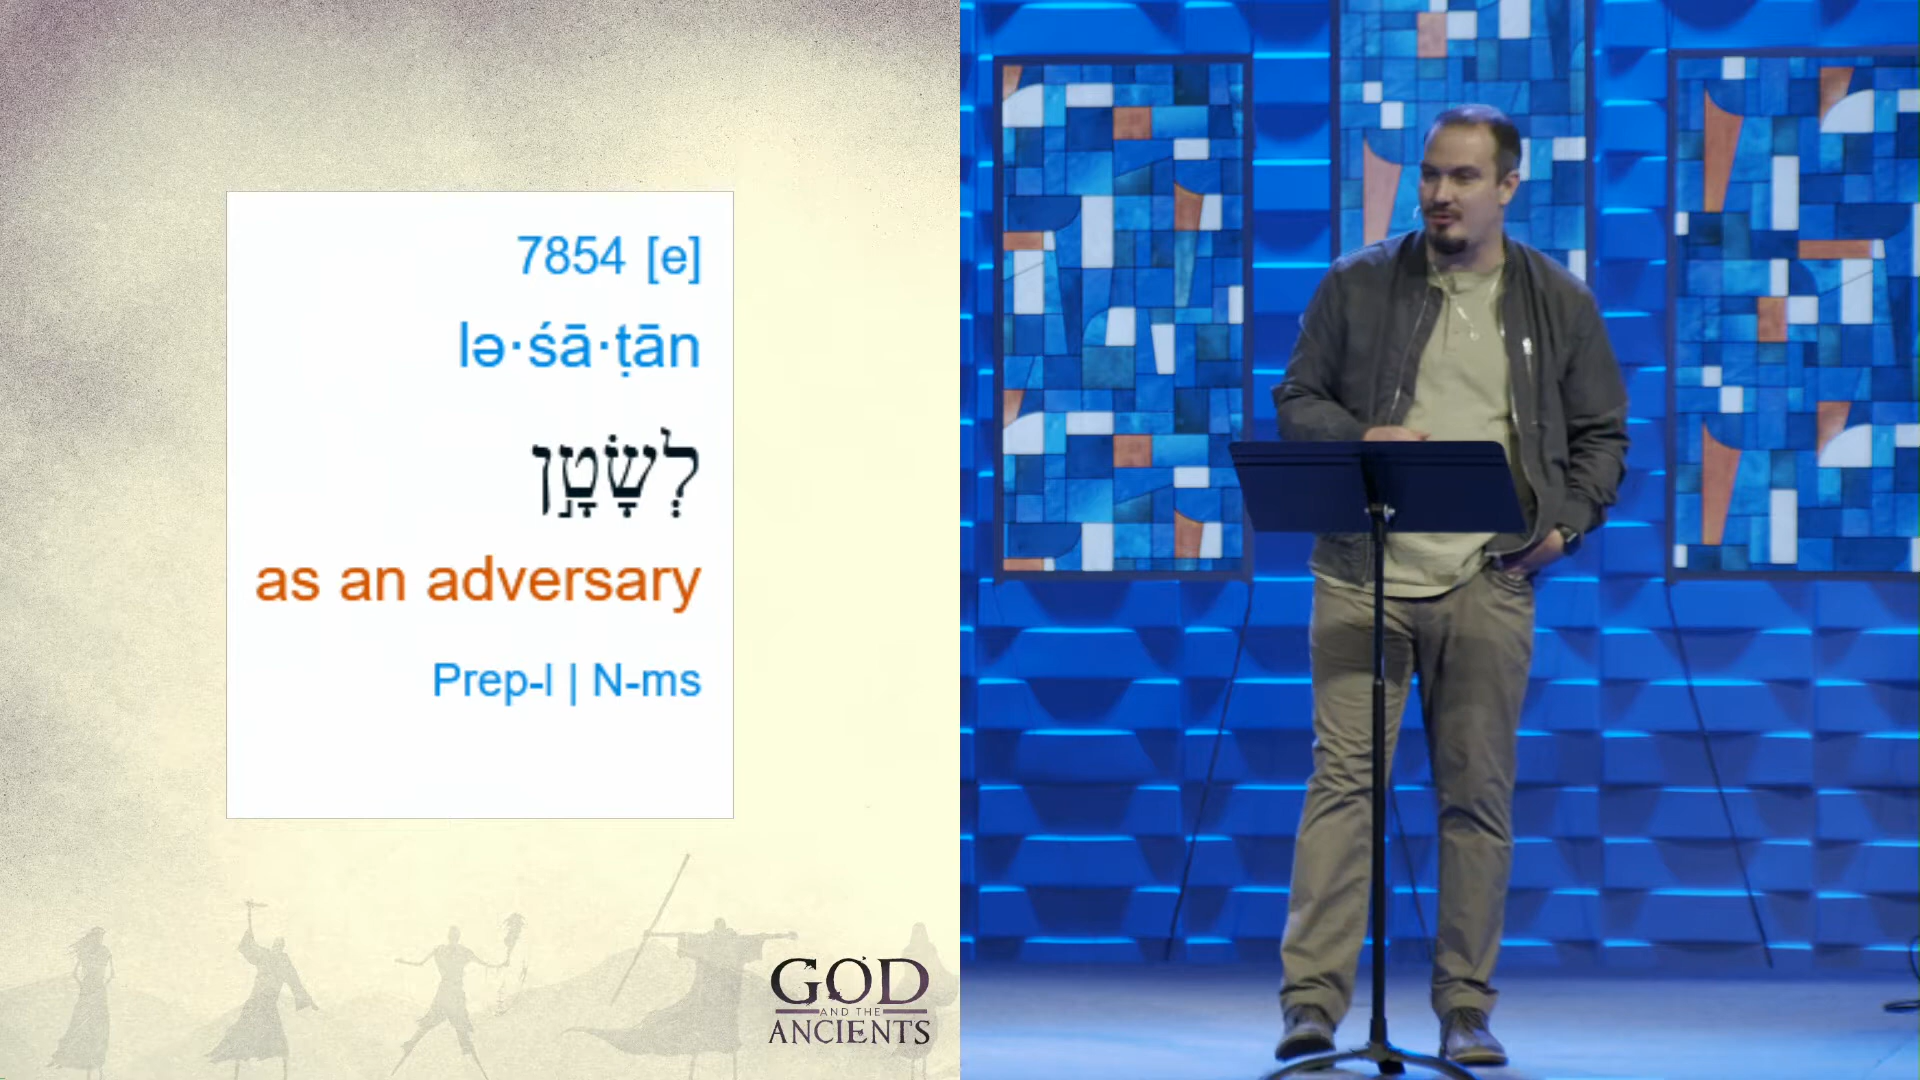 7854 [e]
lə·śā·ṭān
לְשָׂטָ֣ן
as an adversary
Prep-l | N-ms
GOD
AND THE
ANCIENTS